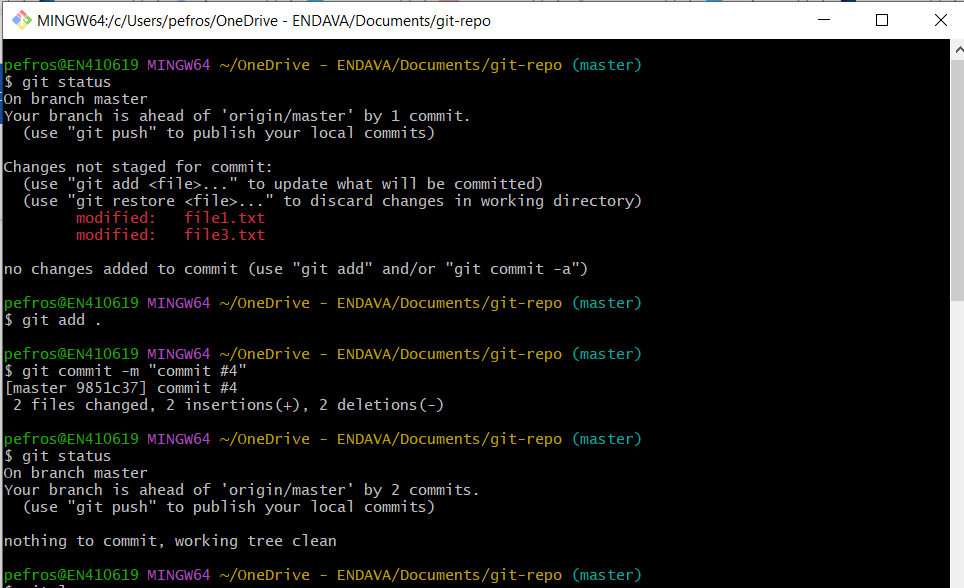 MINGW64:/c/Users/pefros/OneDrive - ENDAVA/Documents/git-repo
pefros@EN410619 MINGW64 ~/OneDrive - ENDAVA/Documents/git-repo (master)
$ git status
On branch master
Your branch is ahead of 'origin/master' by 1 commit.
  (use "git push" to publish your local commits)
Changes not staged for commit:
  (use "git add <file>..." to update what will be committed)
  (use "git restore <file>..." to discard changes in working directory)
        modified:   file1.txt
        modified:   file3.txt
no changes added to commit (use "git add" and/or "git commit -a")
pefros@EN410619 MINGW64 ~/OneDrive - ENDAVA/Documents/git-repo (master)
$ git add .
pefros@EN410619 MINGW64 ~/OneDrive - ENDAVA/Documents/git-repo (master)
$ git commit -m "commit #4"
[master 9851c37] commit #4
 2 files changed, 2 insertions(+), 2 deletions(-)
pefros@EN410619 MINGW64 ~/OneDrive - ENDAVA/Documents/git-repo (master)
$ git status
On branch master
Your branch is ahead of 'origin/master' by 2 commits.
  (use "git push" to publish your local commits)
nothing to commit, working tree clean
pefros@EN410619 MINGW64 ~/OneDrive - ENDAVA/Documents/git-repo (master)